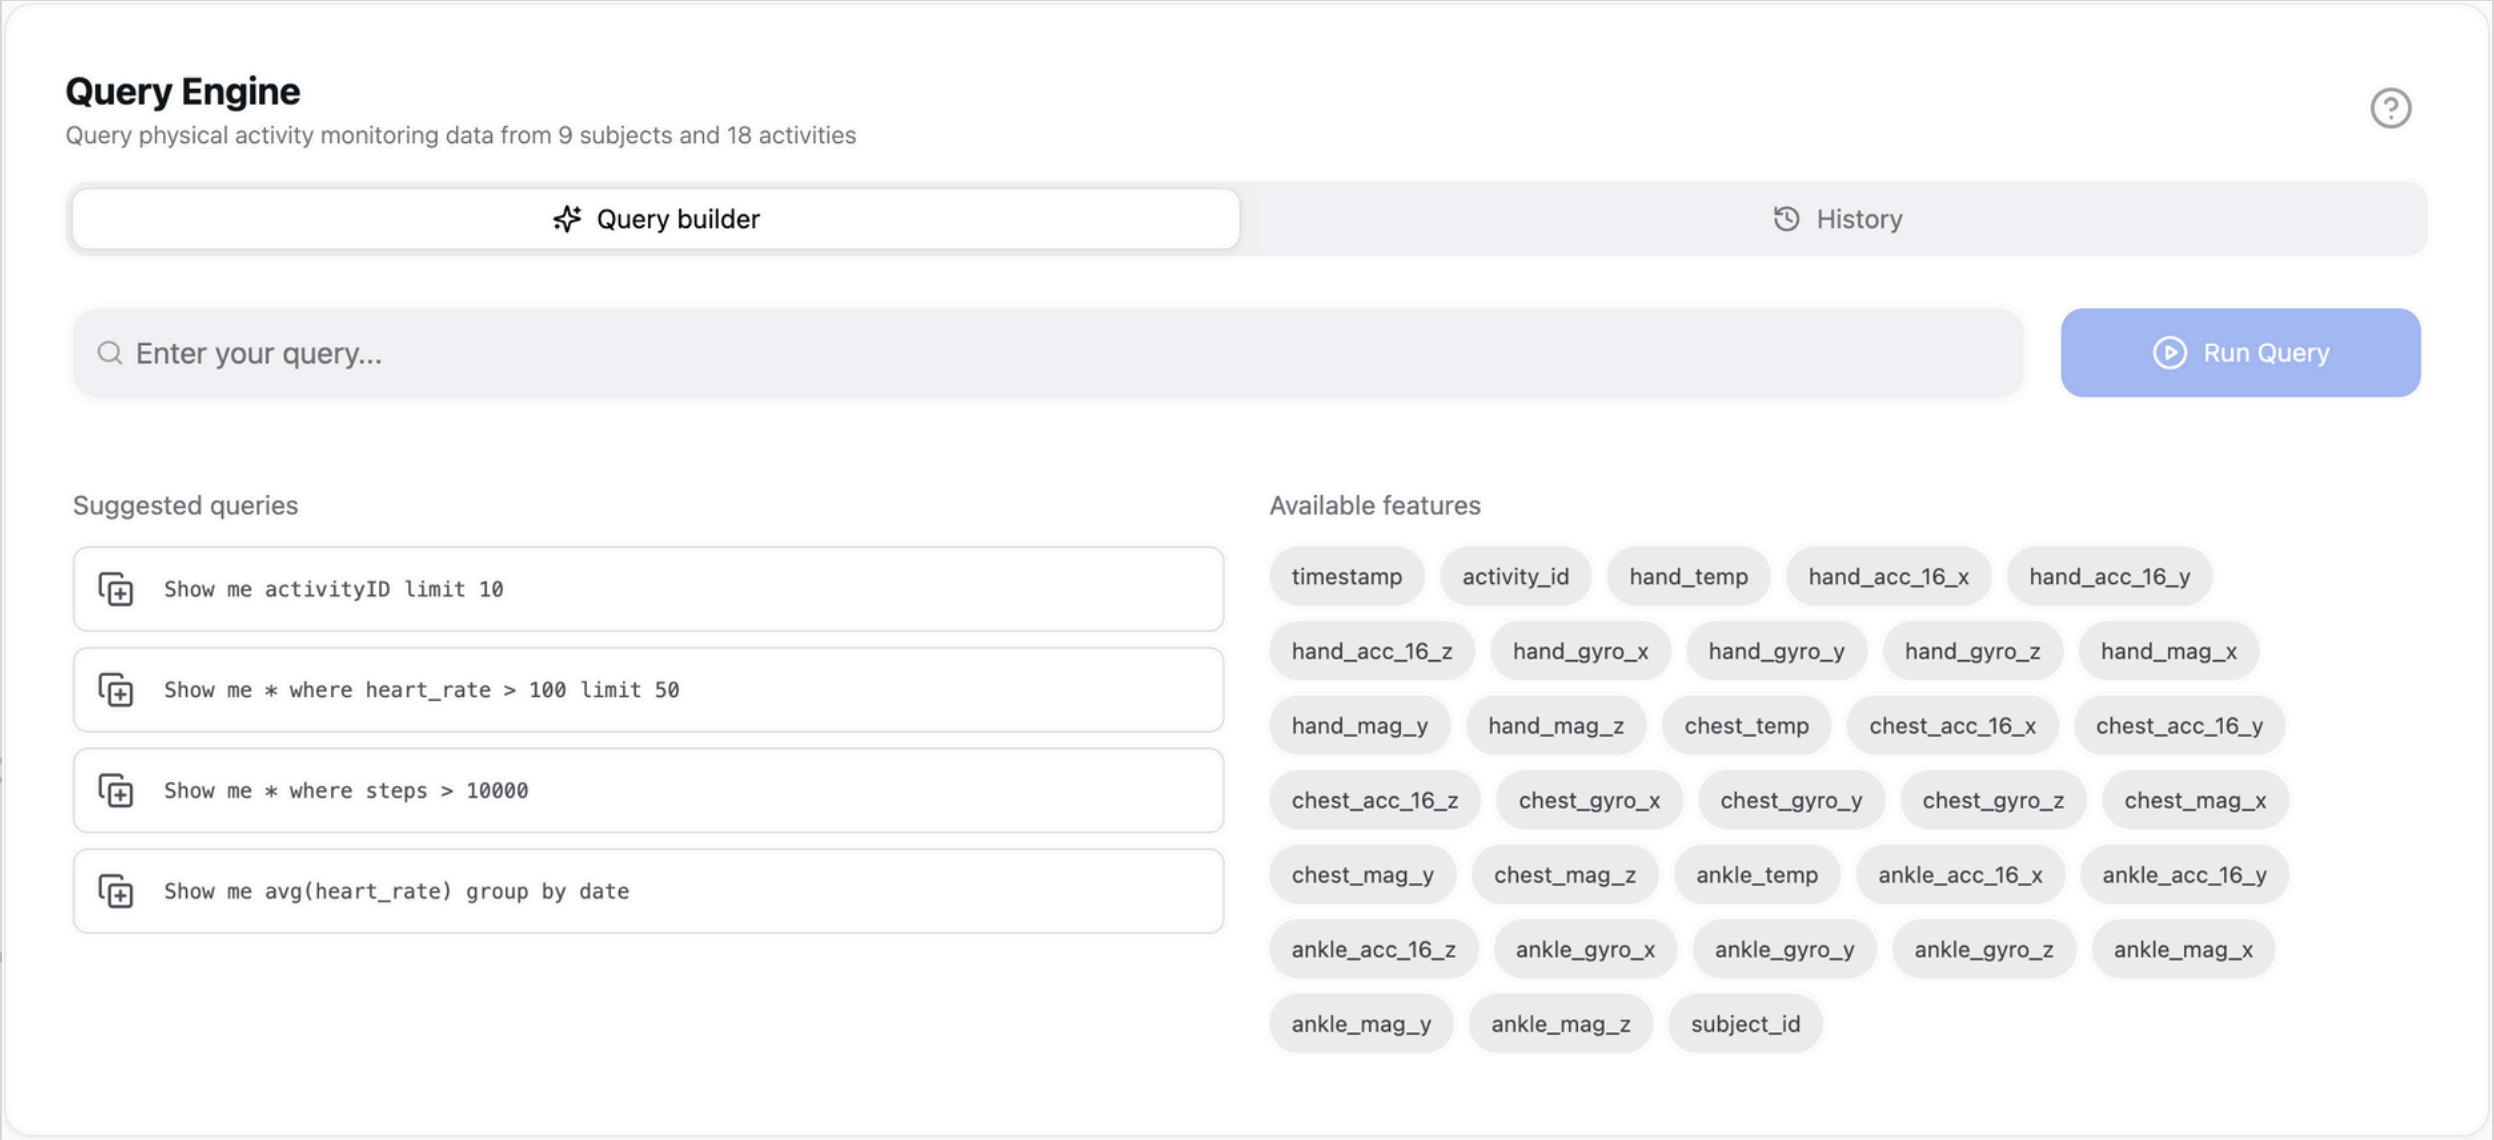 Query Engine
Query physical activity monitoring data from 9 subjects and 18 activities
Query builder
History
Enter your query...
Run Query
Suggested queries
Show me activityID limit 10
Show me * where heart_rate > 100 limit 50
Show me * where steps > 10000
Show me avg(heart_rate) group by date
Available features
timestamp activity_id hand_temp hand_acc_16_x hand_acc_16_y
hand_acc_16_z hand_gyro_x hand_gyro_y hand_gyro_z hand_mag_x
hand_mag_y hand_mag_z chest_temp chest_acc_16_x chest_acc_16_y
chest_acc_16_z chest_gyro_x chest_gyro_y chest_gyro_z chest_mag_x
chest_mag_y chest_mag_z ankle_temp ankle_acc_16_x ankle_acc_16_y
ankle_acc_16_z ankle_gyro_x ankle_gyro_y ankle_gyro_z ankle_mag_x
ankle_mag_y ankle_mag_z subject_id